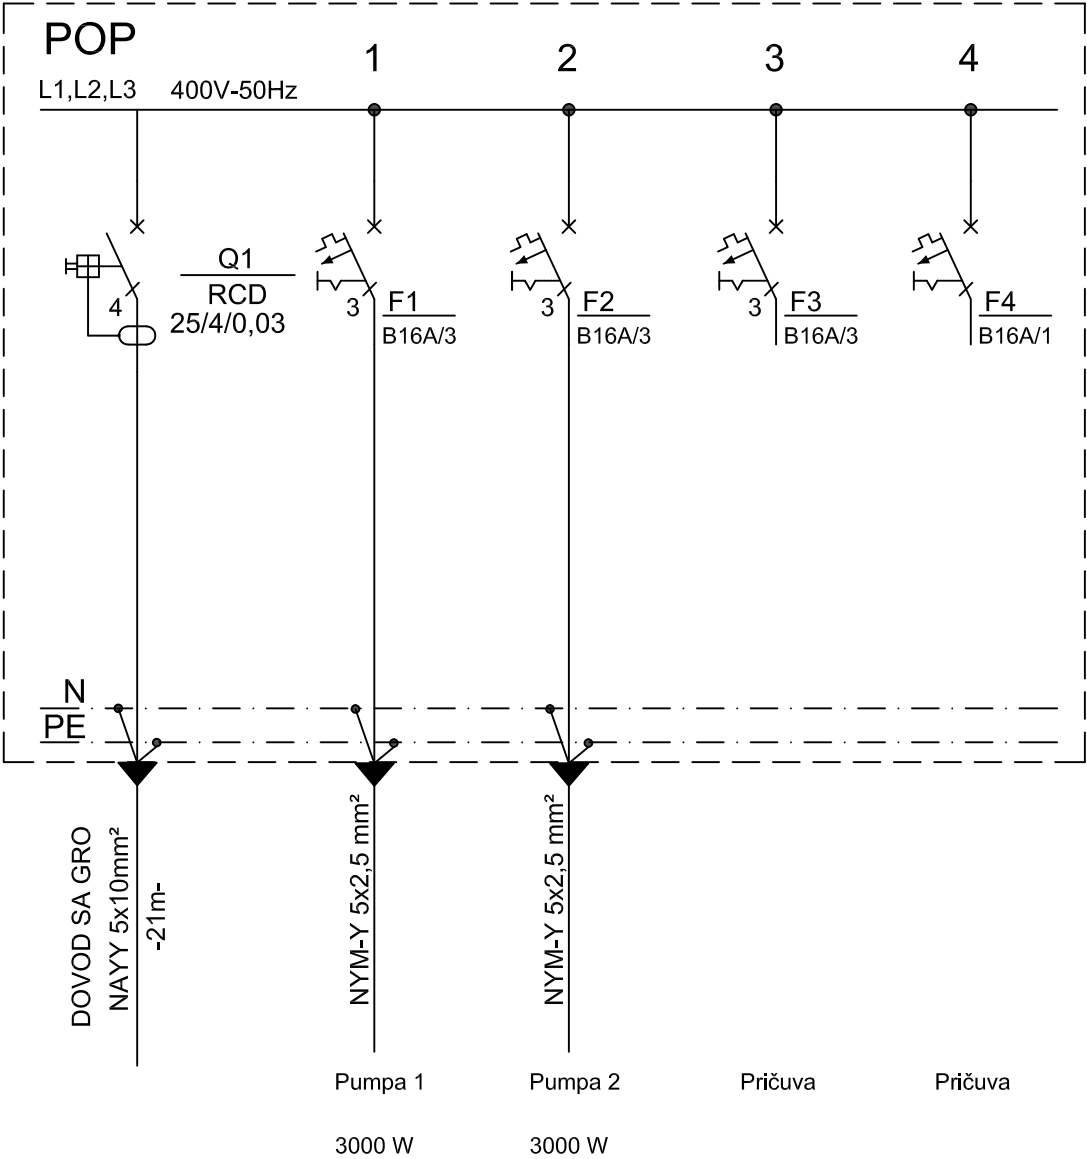 POP
1
2
3
4
L1,L2,L3 400V-50Hz
Q1
RCD
25/4/0,03
4
3
F1
B16A/3
3
F2
B16A/3
3
F3
B16A/3
F4
B16A/1
N
PE
DOVOD SA GRO
NAYY 5x10mm²
-21m-
NYM-Y 5x2,5 mm²
NYM-Y 5x2,5 mm²
Pumpa 1
Pumpa 2
Pričuva
Pričuva
3000 W
3000 W